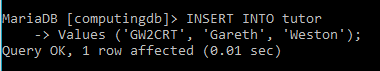 MariaDB [computingdb]> INSERT INTO tutor
    -> Values ('GW2CRT', 'Gareth', 'Weston');
Query OK, 1 row affected (0.01 sec)